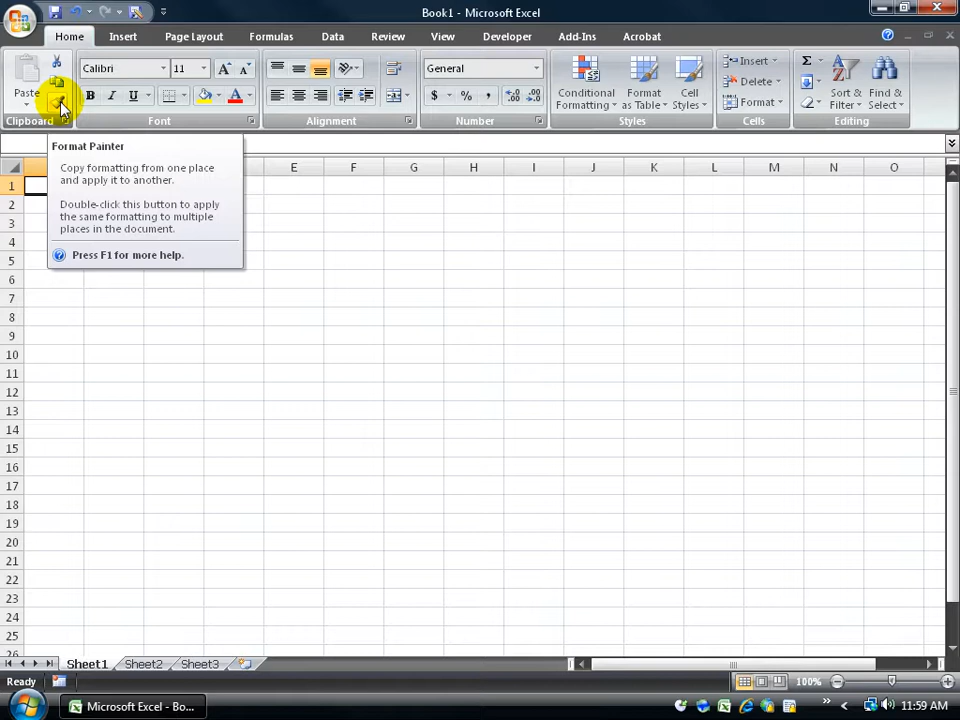 Book1 - Microsoft Excel
Home Insert Page Layout Formulas Data Review View Developer Add-Ins Acrobat
Paste
Calibri 11
B I U A
General
$ % ,
Conditional Formatting
Format as Table
Cell Styles
Insert
Delete
Format
Σ
Sort & Filter
Find & Select
Clipboard Font Alignment Number Styles Cells Editing
Format Painter
Copy formatting from one place
and apply it to another.
Double-click this button to apply
the same formatting to multiple
places in the document.
Press F1 for more help.
E F G H I J K L M N O
1
2
3
4
5
6
7
8
9
10
11
12
13
14
15
16
17
18
19
20
21
22
23
24
25
26
Sheet1 Sheet2 Sheet3
Ready 100%
Microsoft Excel - Bo... 11:59 AM